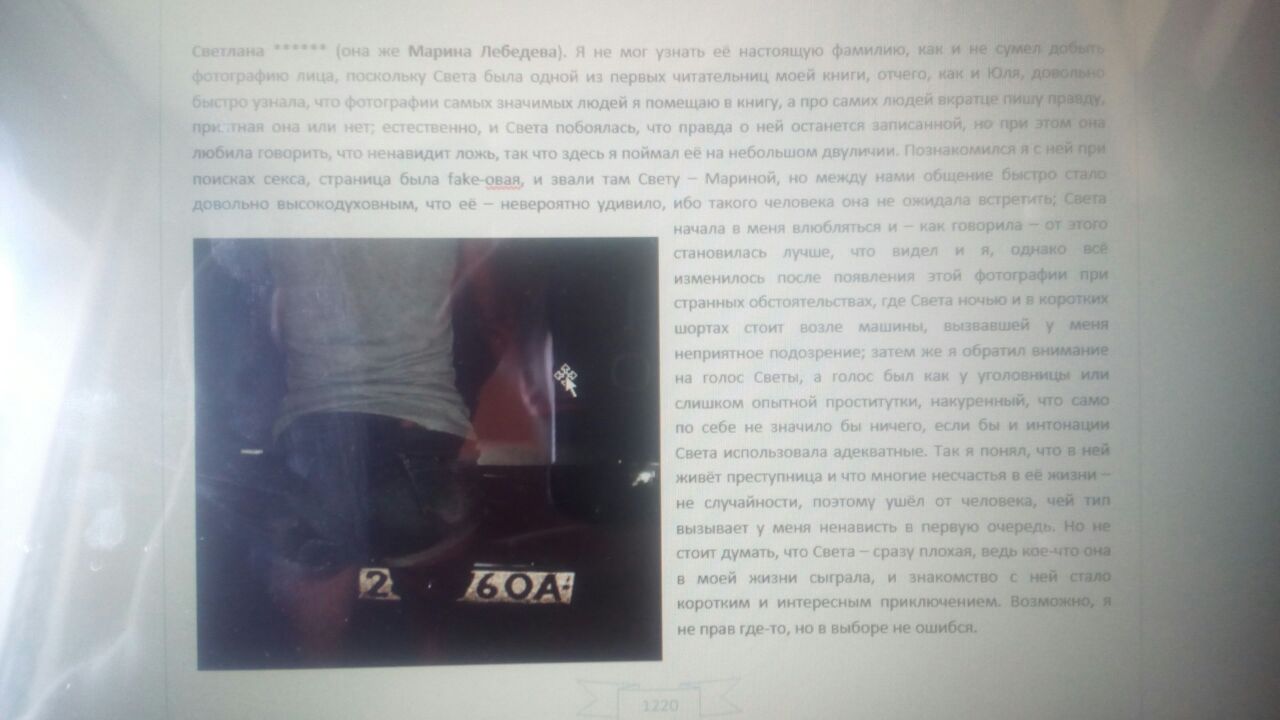 Светлана ****** (она же Марина Лебедева). Я не мог узнать её настоящую фамилию, как и не сумел добыть
фотографию лица, поскольку Света была одной из первых читательниц моей книги, отчего, как и Юля, довольно
быстро узнала, что фотографии самых значимых людей я помещаю в книгу, а про самих людей вкратце пишу правду,
приятная она или нет; естественно, и Света побоялась, что правда о ней останется записанной, но при этом она
любила говорить, что ненавидит ложь, так что здесь я поймал её на небольшом двуличии. Познакомился я с ней при
поисках секса, страница была fake-овая, и звали там Свету – Мариной, но между нами общение быстро стало
довольно высокодуховным, что её – невероятно удивило, ибо такого человека она не ожидала встретить; Света
начала в меня влюбляться и – как говорила – от этого
становилась лучше, что видел и я, однако всё
изменилось после появления этой фотографии при
странных обстоятельствах, где Света ночью и в коротких
шортах стоит возле машины, вызвавшей у меня
неприятное подозрение; затем же я обратил внимание
на голос Светы, а голос был как у уголовницы или
слишком опытной проститутки, накуренный, что само
по себе не значило бы ничего, если бы и интонации
Света использовала адекватные. Так я понял, что в ней
живёт преступница и что многие несчастья в её жизни –
не случайности, поэтому ушёл от человека, чей тип
вызывает у меня ненависть в первую очередь. Но не
стоит думать, что Света – сразу плохая, ведь кое-что она
в моей жизни сыграла, и знакомство с ней стало
коротким и интересным приключением. Возможно, я
не прав где-то, но в выборе не ошибся.
2 60A
1220